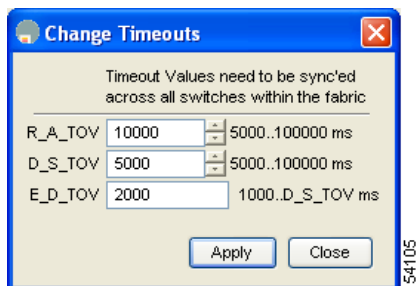 Change Timeouts
Timeout Values need to be sync'ed
across all switches within the fabric
R_A_TOV 10000 5000..100000 ms
D_S_TOV 5000 5000..100000 ms
E_D_TOV 2000 1000..D_S_TOV ms
Apply Close
54105